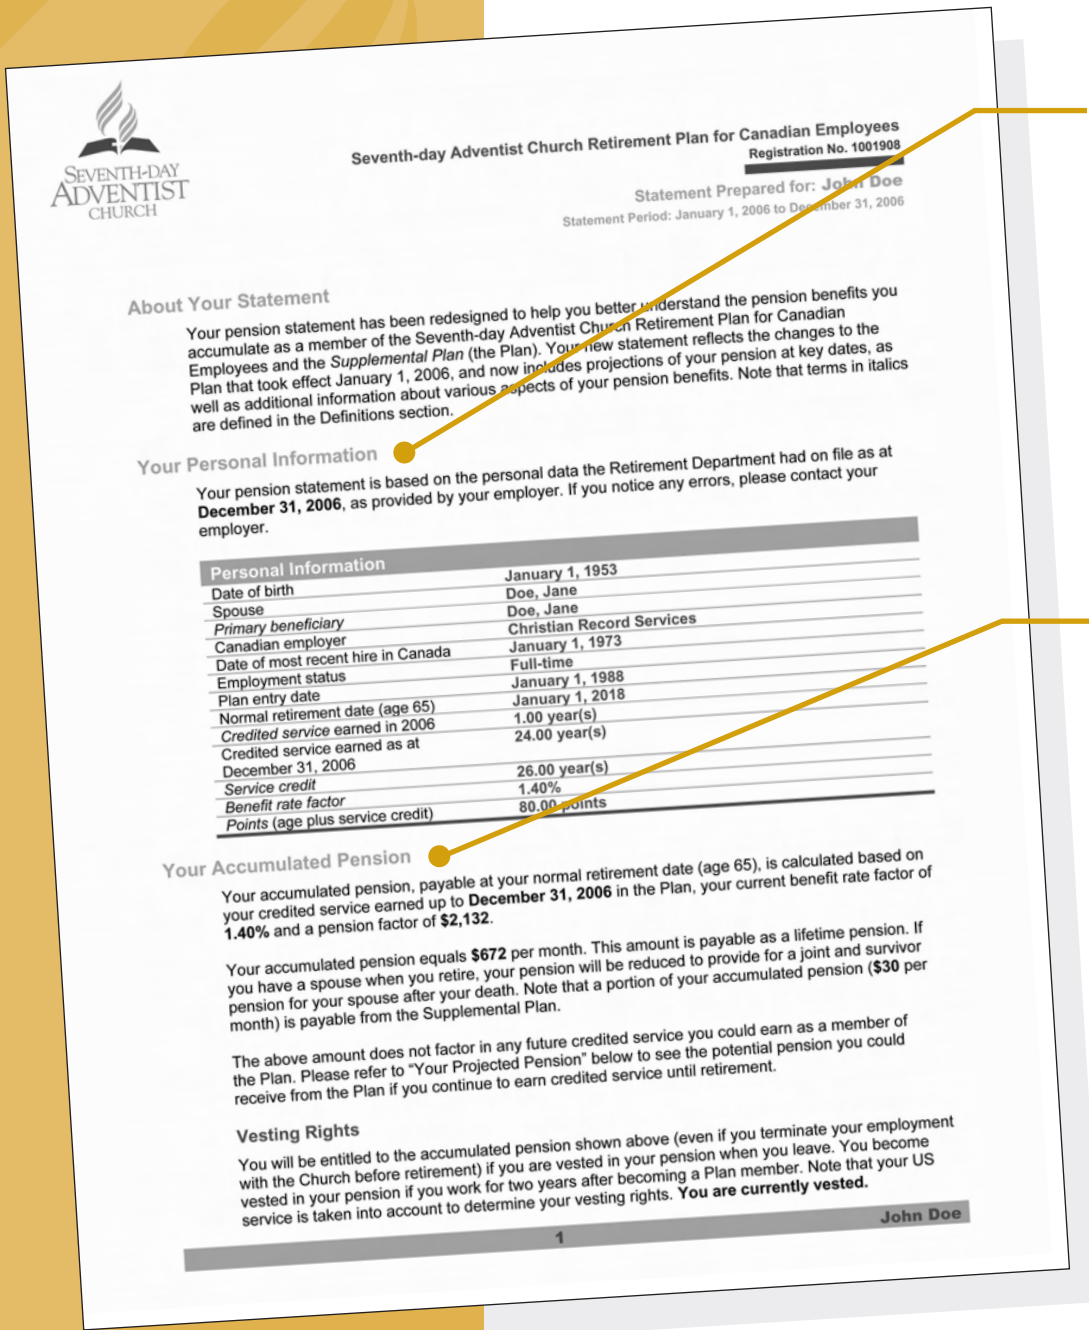 SEVENTH-DAY
ADVENTIST
CHURCH
Seventh-day Adventist Church Retirement Plan for Canadian Employees
Registration No. 1001908
Statement Prepared for: John Doe
Statement Period: January 1, 2006 to December 31, 2006
About Your Statement
Your pension statement has been redesigned to help you better understand the pension benefits you
accumulate as a member of the Seventh-day Adventist Church Retirement Plan for Canadian
Employees and the Supplemental Plan (the Plan). Your new statement reflects the changes to the
Plan that took effect January 1, 2006, and now includes projections of your pension at key dates, as
well as additional information about various aspects of your pension benefits. Note that terms in italics
are defined in the Definitions section.
Your Personal Information
Your pension statement is based on the personal data the Retirement Department had on file as at
December 31, 2006, as provided by your employer. If you notice any errors, please contact your
employer.
Personal Information
Date of birth January 1, 1953
Spouse Doe, Jane
Primary beneficiary Doe, Jane
Canadian employer Christian Record Services
Date of most recent hire in Canada January 1, 1973
Employment status Full-time
Plan entry date January 1, 1988
Normal retirement date (age 65) January 1, 2018
Credited service earned in 2006 1.00 year(s)
Credited service earned as at 24.00 year(s)
December 31, 2006
Service credit 26.00 year(s)
Benefit rate factor 1.40%
Points (age plus service credit) 80.00 points
Your Accumulated Pension
Your accumulated pension, payable at your normal retirement date (age 65), is calculated based on
your credited service earned up to December 31, 2006 in the Plan, your current benefit rate factor of
1.40% and a pension factor of $2,132.
Your accumulated pension equals $672 per month. This amount is payable as a lifetime pension. If
you have a spouse when you retire, your pension will be reduced to provide for a joint and survivor
pension for your spouse after your death. Note that a portion of your accumulated pension ($30 per
month) is payable from the Supplemental Plan.
The above amount does not factor in any future credited service you could earn as a member of
the Plan. Please refer to "Your Projected Pension" below to see the potential pension you could
receive from the Plan if you continue to earn credited service until retirement.
Vesting Rights
You will be entitled to the accumulated pension shown above (even if you terminate your employment
with the Church before retirement) if you are vested in your pension when you leave. You become
vested in your pension if you work for two years after becoming a Plan member. Note that your US
service is taken into account to determine your vesting rights. You are currently vested.
1 John Doe